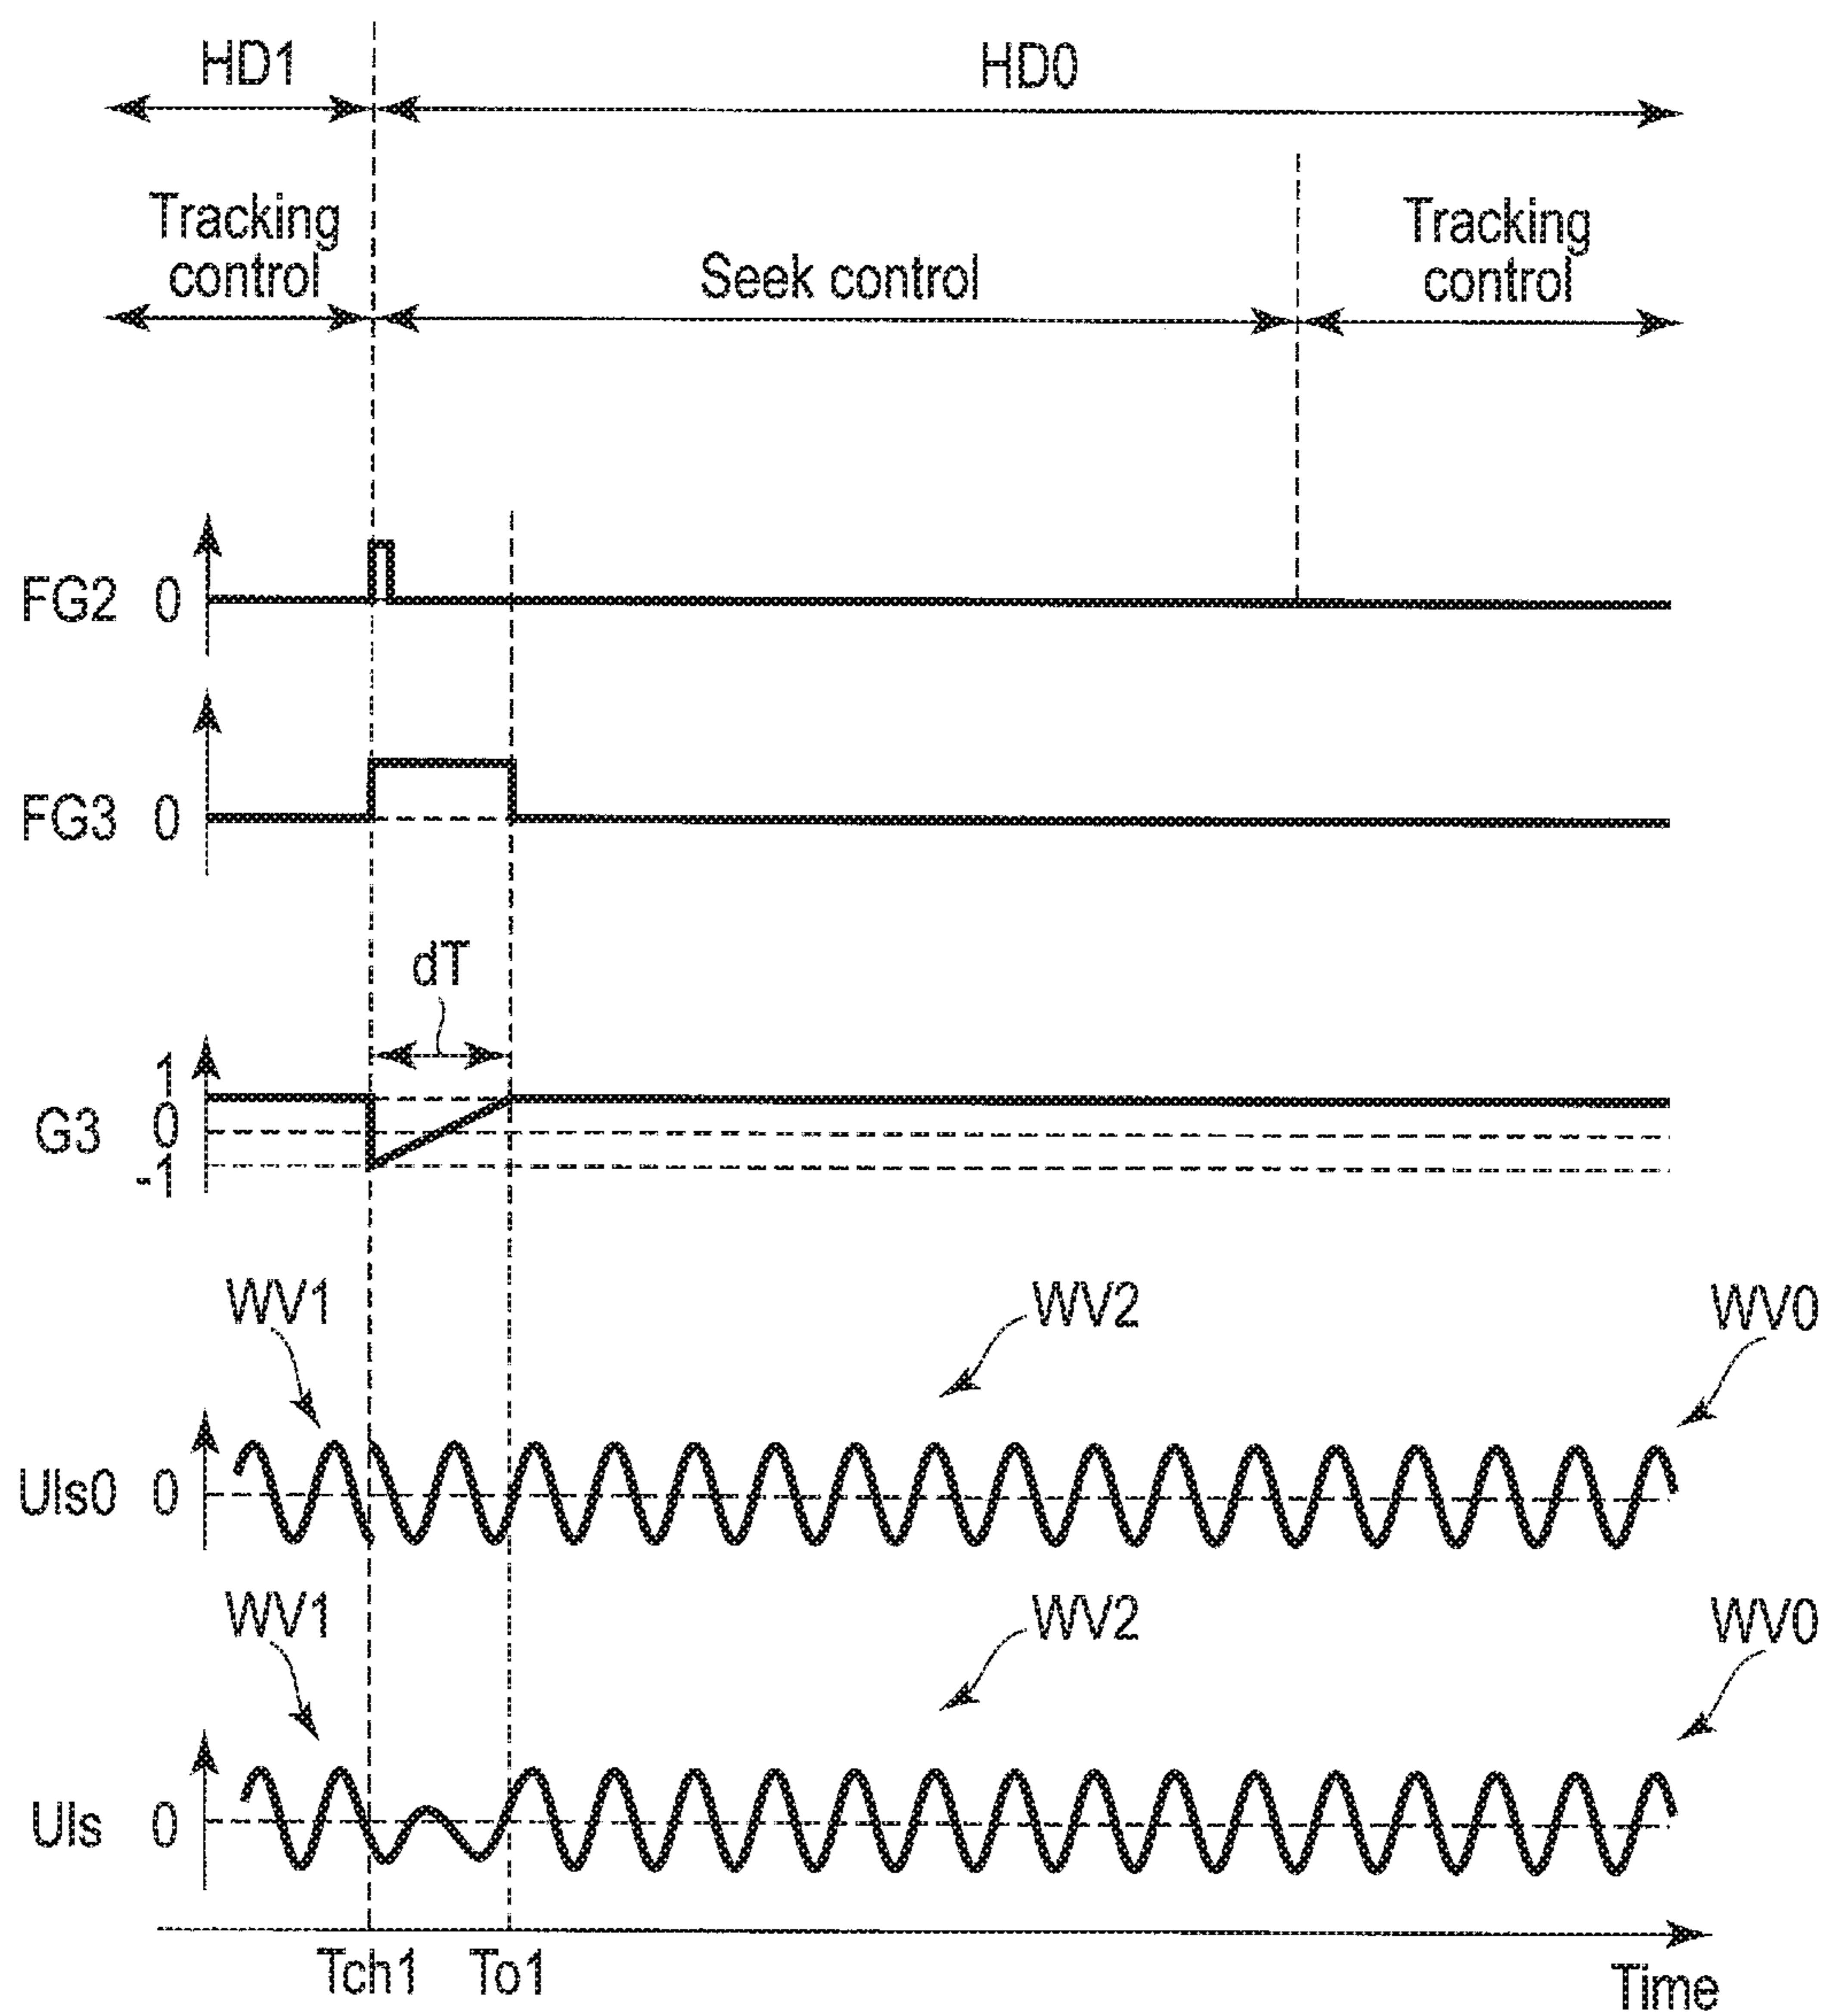 HD1
HD0
Tracking
control
Seek control
Tracking
control
FG2 0
FG3 0
dT
1
G3 0
-1
WV1
WV2
WV0
Uls0 0
WV1
WV2
WV0
Uls 0
Tch1
To1
Time